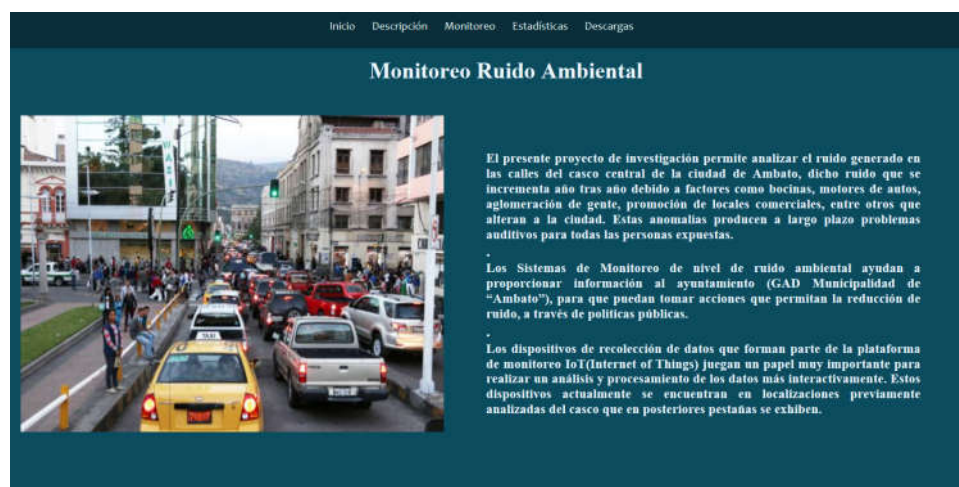 Inicio Descripción Monitoreo Estadísticas Descargas
Monitoreo Ruido Ambiental
El presente proyecto de investigación permite analizar el ruido generado en
las calles del casco central de la ciudad de Ambato, dicho ruido que se
incrementa año tras año debido a factores como bocinas, motores de autos,
aglomeración de gente, promoción de locales comerciales, entre otros que
alteran a la ciudad. Estas anomalías producen a largo plazo problemas
auditivos para todas las personas expuestas.
.
Los Sistemas de Monitoreo de nivel de ruido ambiental ayudan a
proporcionar información al ayuntamiento (GAD Municipalidad de
“Ambato”), para que puedan tomar acciones que permitan la reducción de
ruido, a través de políticas públicas.
.
Los dispositivos de recolección de datos que forman parte de la plataforma
de monitoreo IoT(Internet of Things) juegan un papel muy importante para
realizar un análisis y procesamiento de los datos más interactivamente. Estos
dispositivos actualmente se encuentran en localizaciones previamente
analizadas del casco que en posteriores pestañas se exhiben.
TAXI